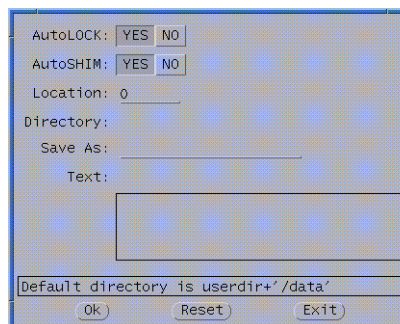 AutoLOCK: YES NO
AutoSHIM: YES NO
Location: 0
Directory:
Save As:
Text:
Default directory is userdir+'/data'
Ok Reset Exit